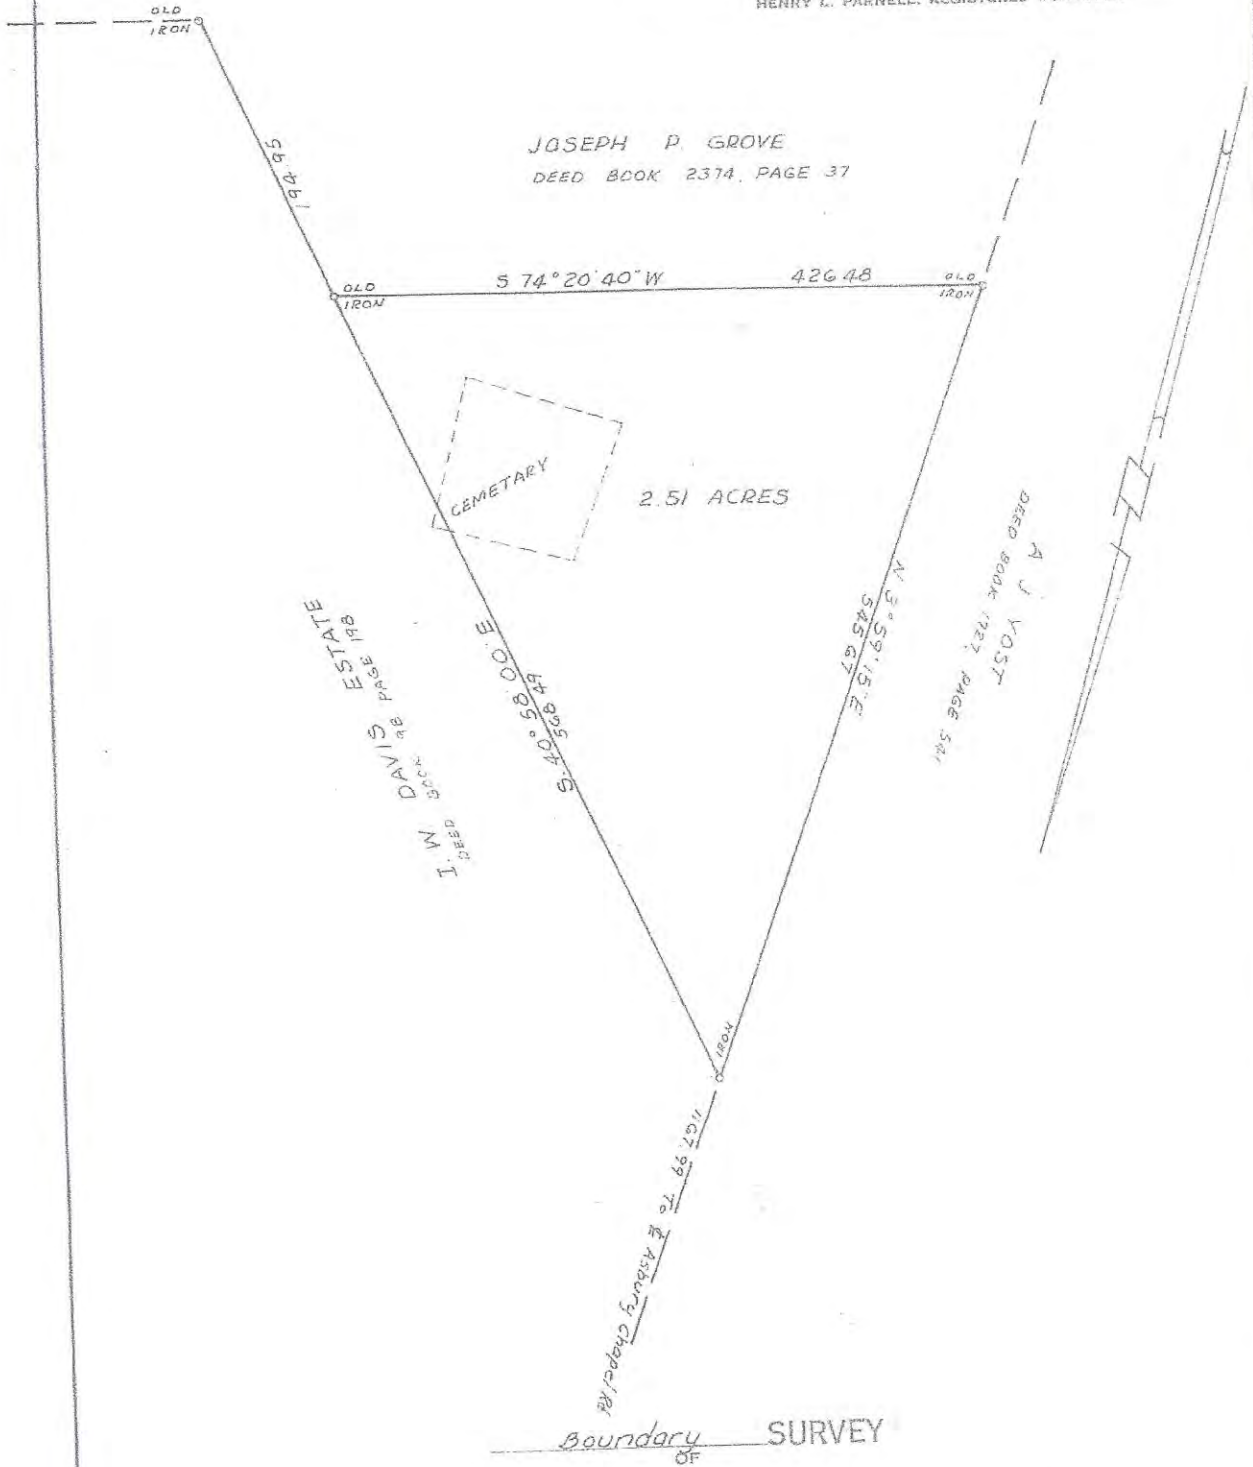 HENRY L. PARNELL, REGISTERED
OLD
IRON
194.95
JOSEPH P. GROVE
DEED BOOK 2374, PAGE 37
OLD
IRON
S 74° 20' 40" W 426.48
OLD
IRON
CEMETARY
2.51 ACRES
N 3° 59' 15" E
545.67
A J YOST
DEED BOOK 1727, PAGE 541
S. 40° 58' 00" E
568.49
I. W. DAVIS ESTATE
DEED BOOK 98 PAGE 198
IRON
1167.99 To ℄ Asbury Chapel Rd
Boundary SURVEY
OF